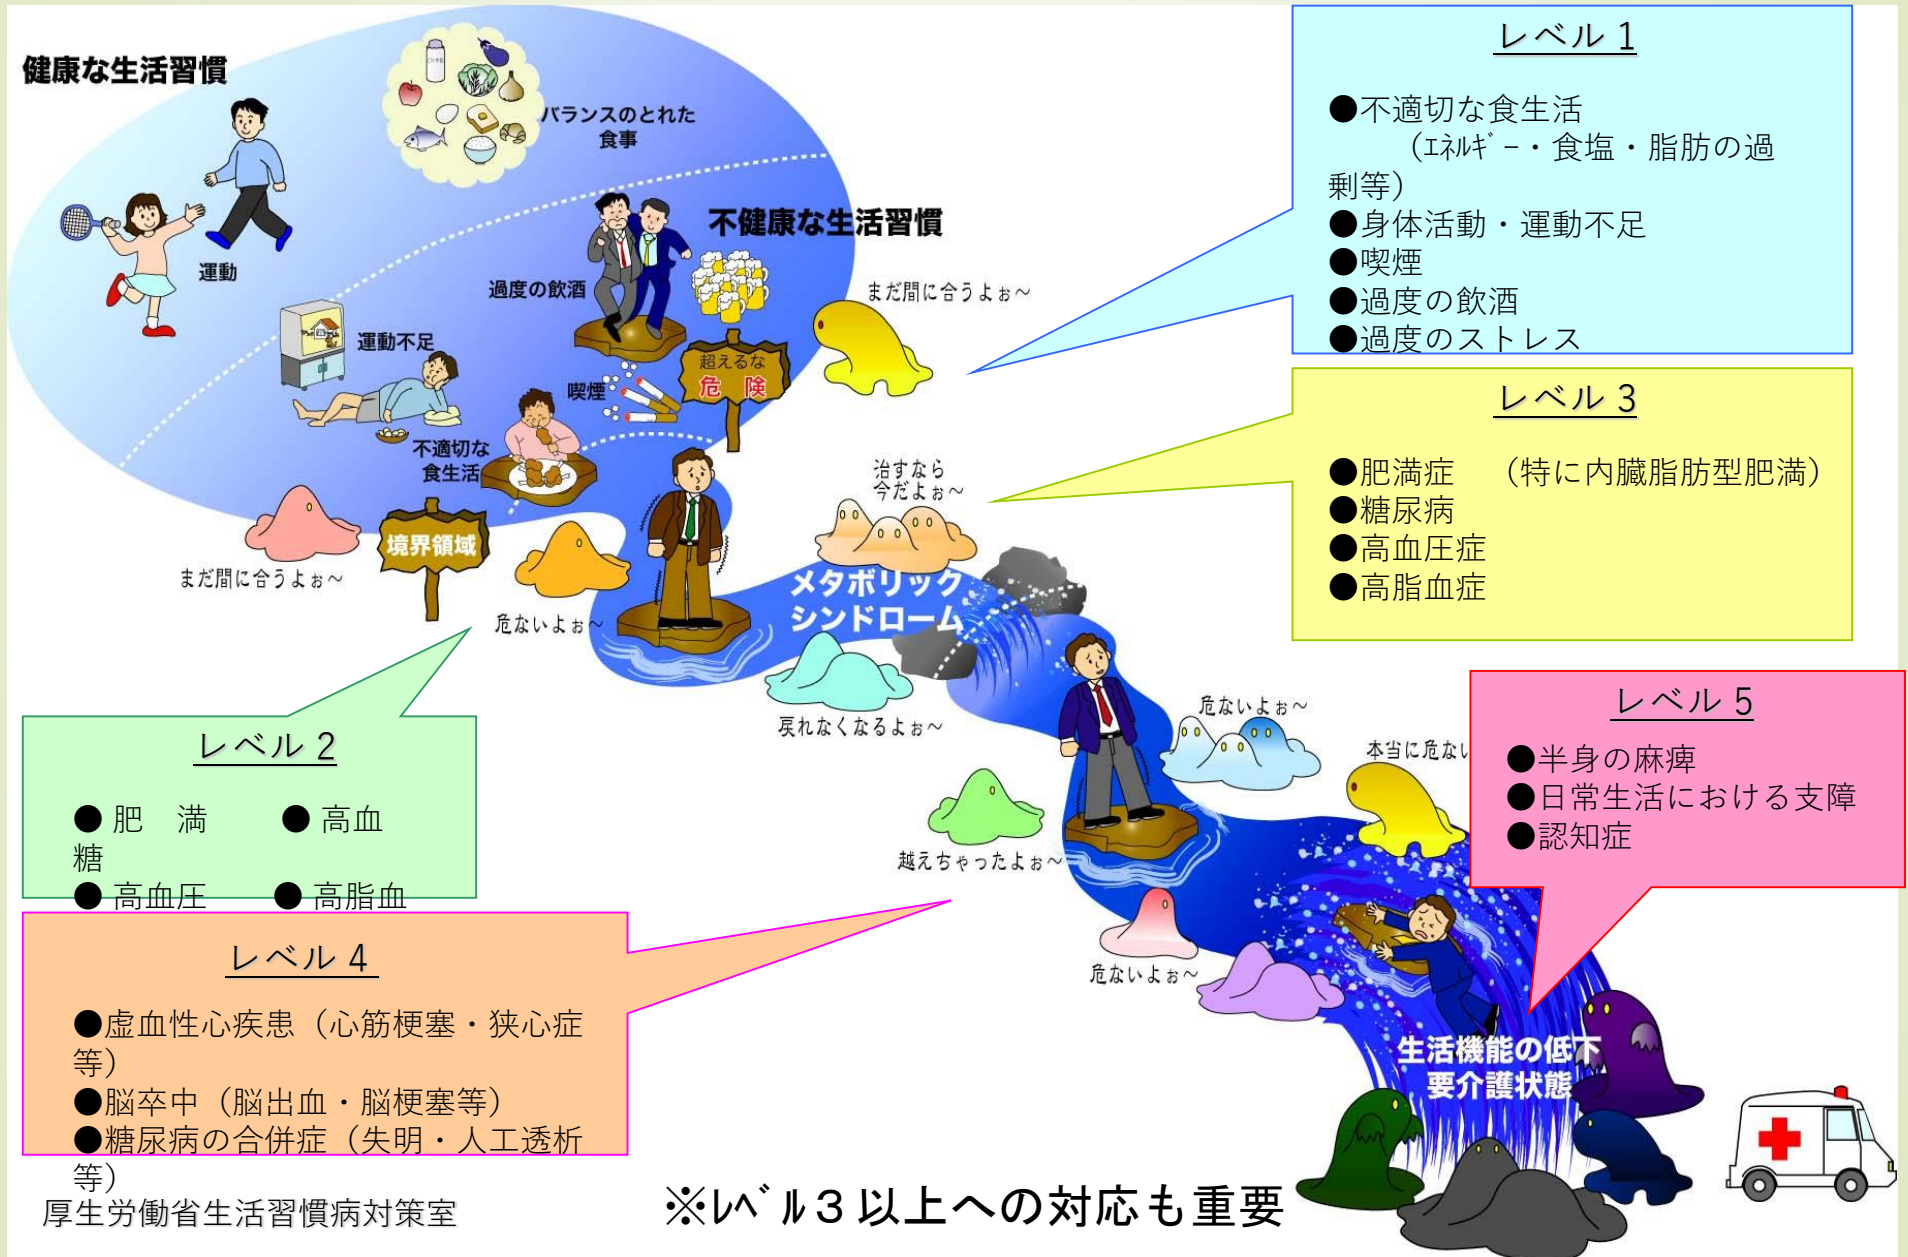 健康な生活習慣
バランスのとれた
食事
運動
不健康な生活習慣
過度の飲酒
まだ間に合うよぉ～
運動不足
喫煙
超えるな
危 険
不適切な
食生活
境界領域
まだ間に合うよぉ～
危ないよぉ～
治すなら
今だよぉ～
メタボリック
シンドローム
戻れなくなるよぉ～
危ないよぉ～
本当に危ない
越えちゃったよぉ～
危ないよぉ～
生活機能の低下
要介護状態
レベル 1
●不適切な食生活
（ｴﾈﾙｷﾞｰ・食塩・脂肪の過
剰等）
●身体活動・運動不足
●喫煙
●過度の飲酒
●過度のストレス
レベル 3
●肥満症 （特に内臓脂肪型肥満）
●糖尿病
●高血圧症
●高脂血症
レベル 5
●半身の麻痺
●日常生活における支障
●認知症
レベル 2
● 肥 満 ● 高血
糖
● 高血圧 ● 高脂血
レベル 4
●虚血性心疾患（心筋梗塞・狭心症
等）
●脳卒中（脳出血・脳梗塞等）
●糖尿病の合併症（失明・人工透析
等）
厚生労働省生活習慣病対策室
※ﾚﾍﾞﾙ３以上への対応も重要